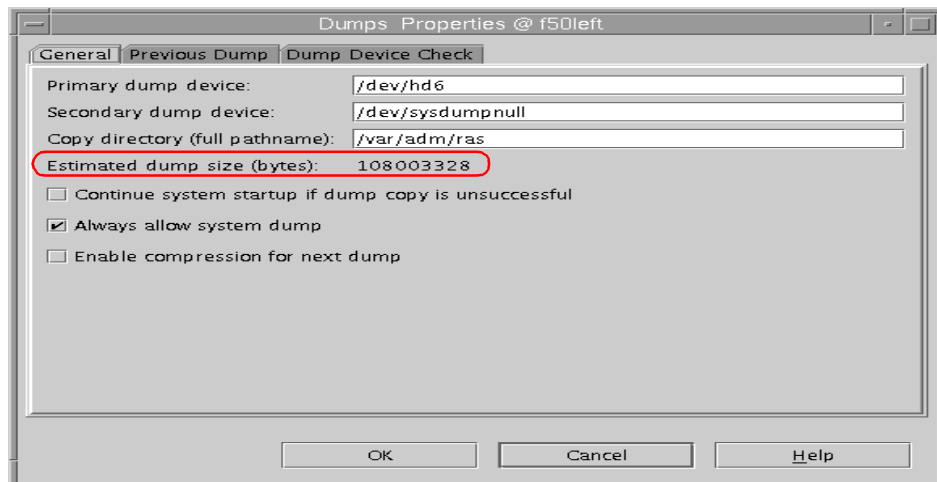 Dumps Properties @ f50left
General Previous Dump Dump Device Check
Primary dump device: /dev/hd6
Secondary dump device: /dev/sysdumpnull
Copy directory (full pathname): /var/adm/ras
Estimated dump size (bytes): 108003328
Continue system startup if dump copy is unsuccessful
Always allow system dump
Enable compression for next dump
OK Cancel Help